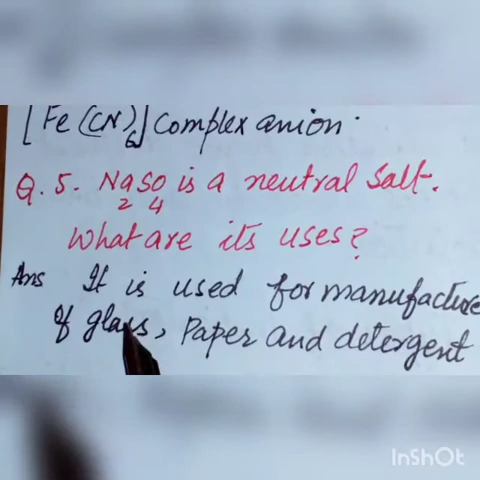 [Fe(CN)6] Complex anion.
Q. 5. Na2SO4 is a neutral Salt.
What are its uses?
Ans It is used for manufacture
of glass, Paper and detergent
InShOt